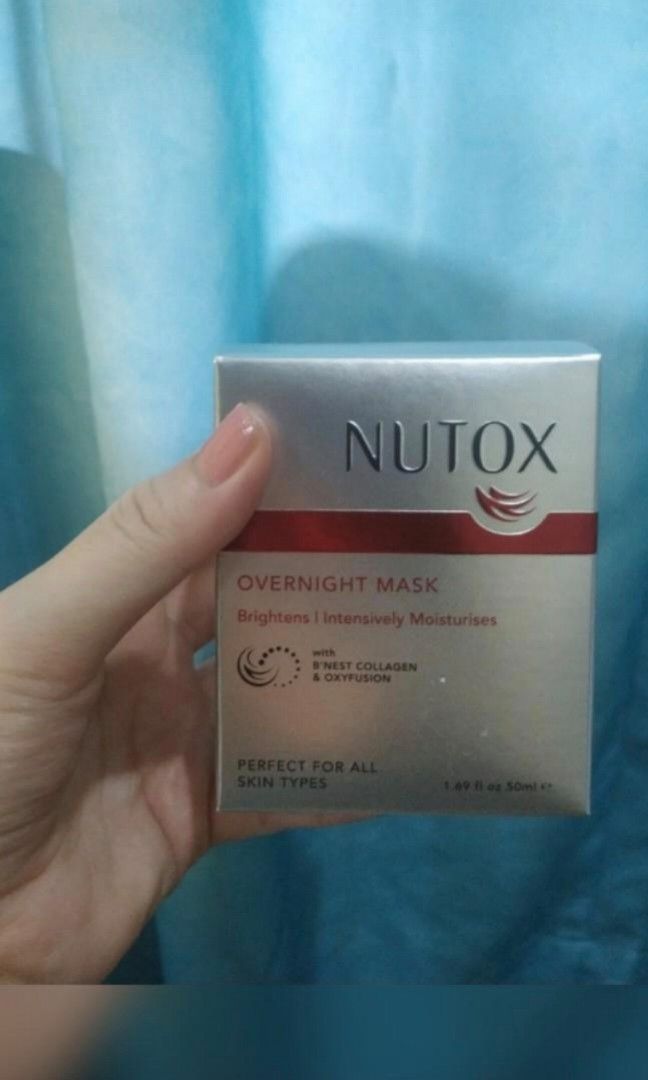 NUTOX
OVERNIGHT MASK
Brightens | Intensively Moisturises
with
B'NEST COLLAGEN
& OXYFUSION
PERFECT FOR ALL
SKIN TYPES
1.69 fl oz 50ml e